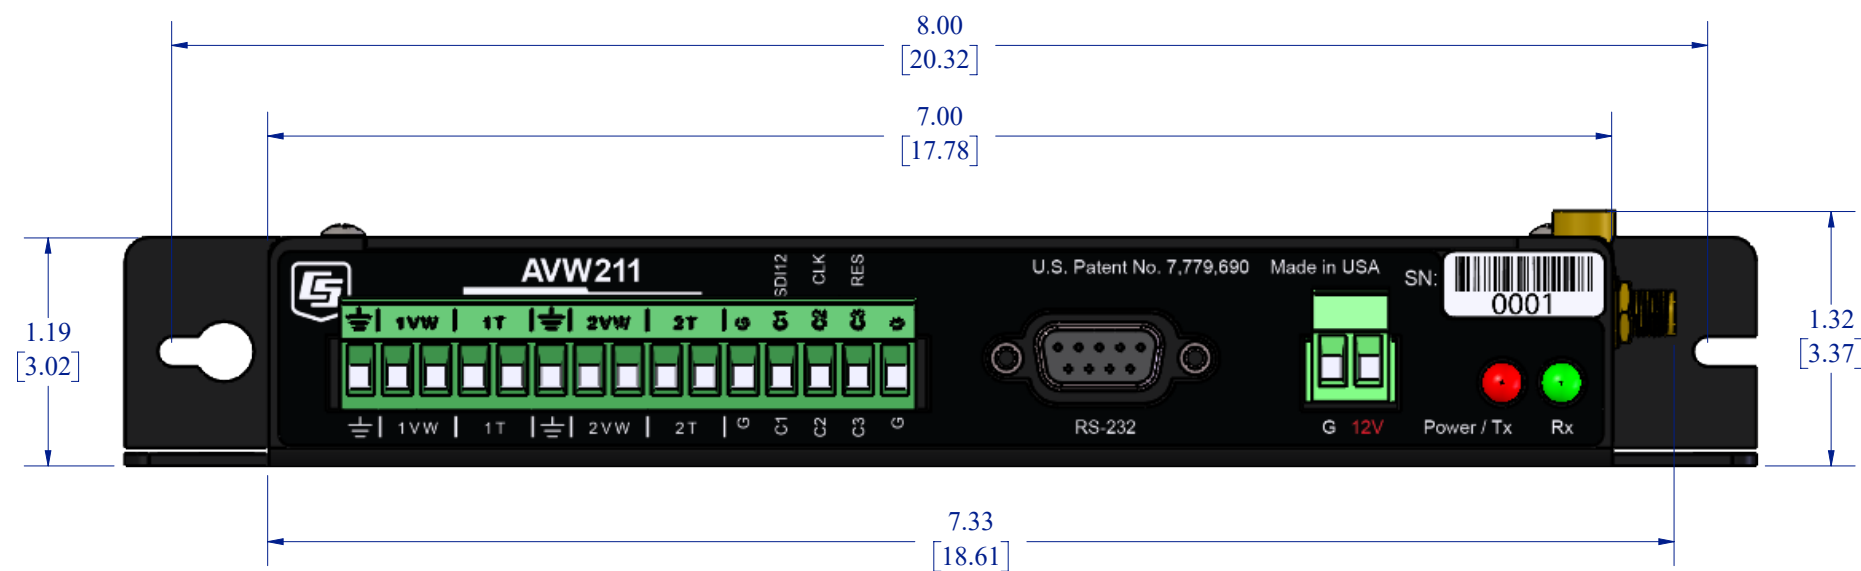 8.00
[20.32]
7.00
[17.78]
AVW211
SDI12
CLK
RES
U.S. Patent No. 7,779,690 Made in USA
SN:
0001
CS
1VW 1T 2VW 2T G C1 C2 C3 G
1.19
[3.02]
1.32
[3.37]
1VW 1T 2VW 2T G C1 C2 C3 G
RS-232
G 12V
Power / Tx Rx
7.33
[18.61]